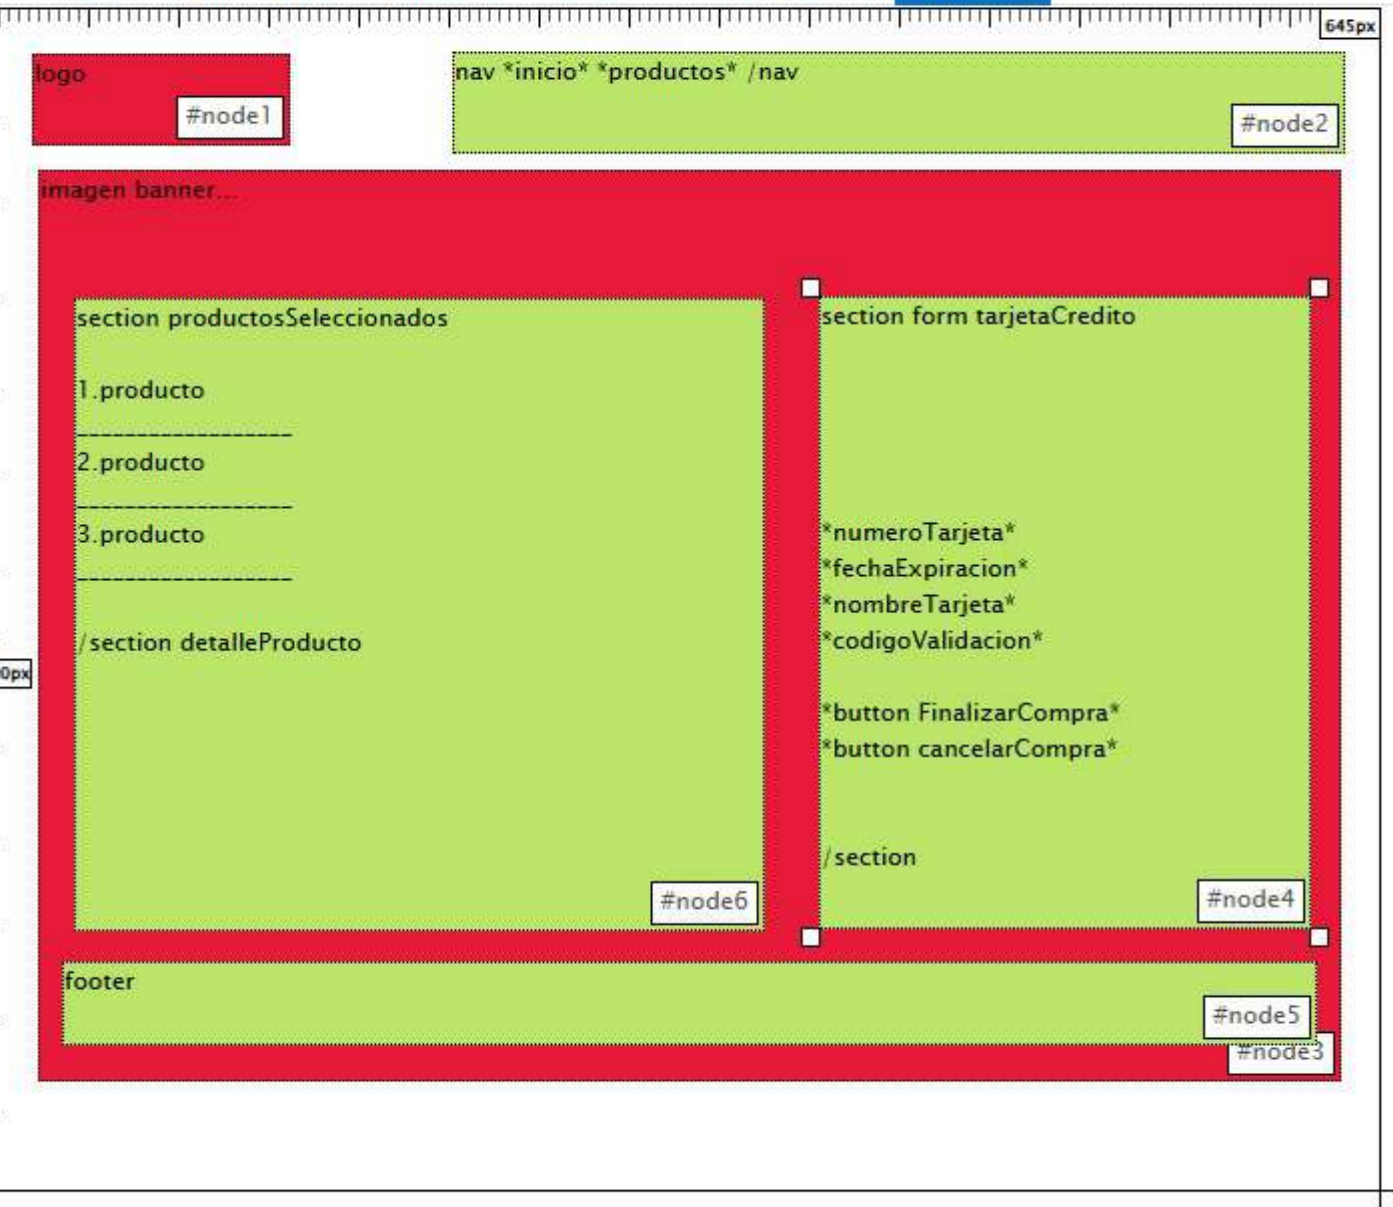 645px
logo
#node1
nav *inicio* *productos* /nav
#node2
imagen banner...
section productosSeleccionados
1.producto
------------------
2.producto
------------------
3.producto
------------------
/section detalleProducto
#node6
section form tarjetaCredito
*numeroTarjeta*
*fechaExpiracion*
*nombreTarjeta*
*codigoValidacion*
*button FinalizarCompra*
*button cancelarCompra*
/section
#node4
0px
footer
#node5
#node3